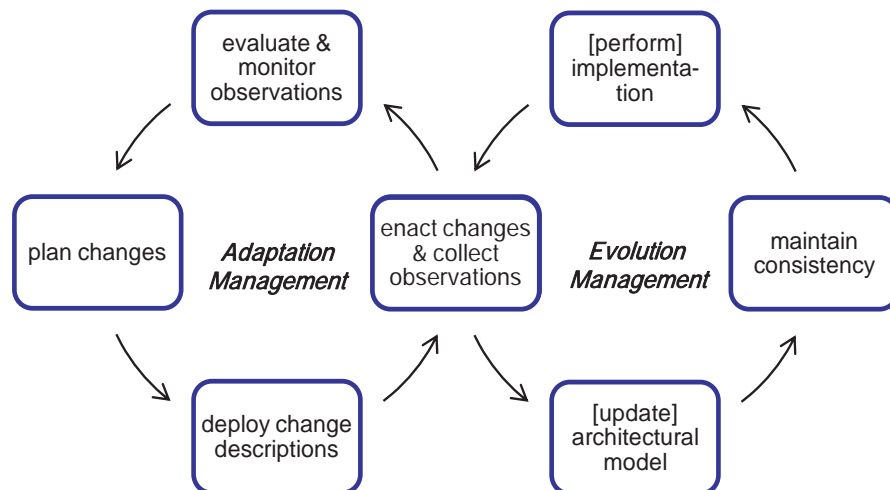 evaluate &
monitor
observations
[perform]
implementa-
tion
plan changes
Adaptation
Management
enact changes
& collect
observations
Evolution
Management
maintain
consistency
deploy change
descriptions
[update]
architectural
model